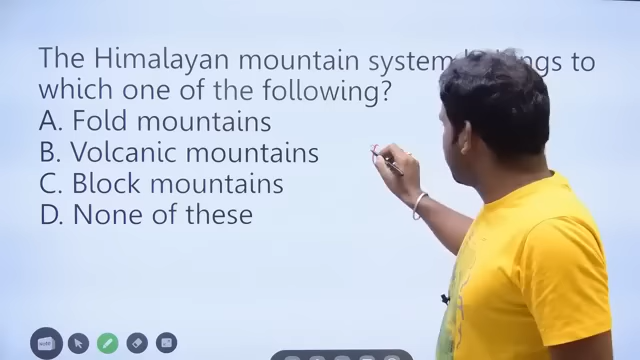 The Himalayan mountain system to
which one of the following?
A. Fold mountains
B. Volcanic mountains
C. Block mountains
D. None of these